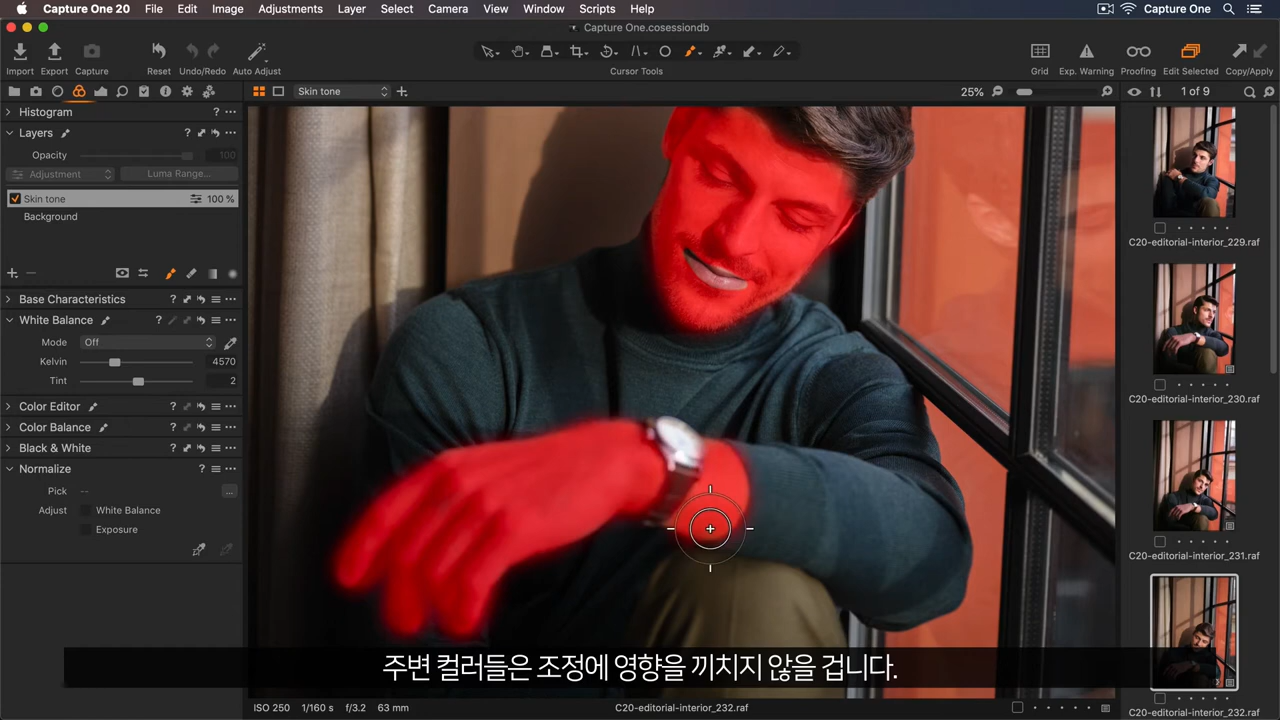 Capture One 20 File Edit Image Adjustments Layer Select Camera View Window Scripts Help Capture One
Capture One.cosessiondb
Import Export Capture Reset Undo/Redo Auto Adjust Cursor Tools Grid Exp. Warning Proofing Edit Selected Copy/Apply
Skin tone 25% 1 of 9
Histogram
Layers
Opacity 100
Adjustment Luma Range...
Skin tone 100 %
Background
Base Characteristics
White Balance
Mode Off
Kelvin 4570
Tint 2
Color Editor
Color Balance
Black & White
Normalize
Pick --
Adjust White Balance
Exposure
C20-editorial-interior_229.raf
C20-editorial-interior_230.raf
C20-editorial-interior_231.raf
C20-editorial-interior_232.raf
주변 컬러들은 조정에 영향을 끼치지 않을 겁니다.
ISO 250 1/160 s f/3.2 63 mm C20-editorial-interior_232.raf